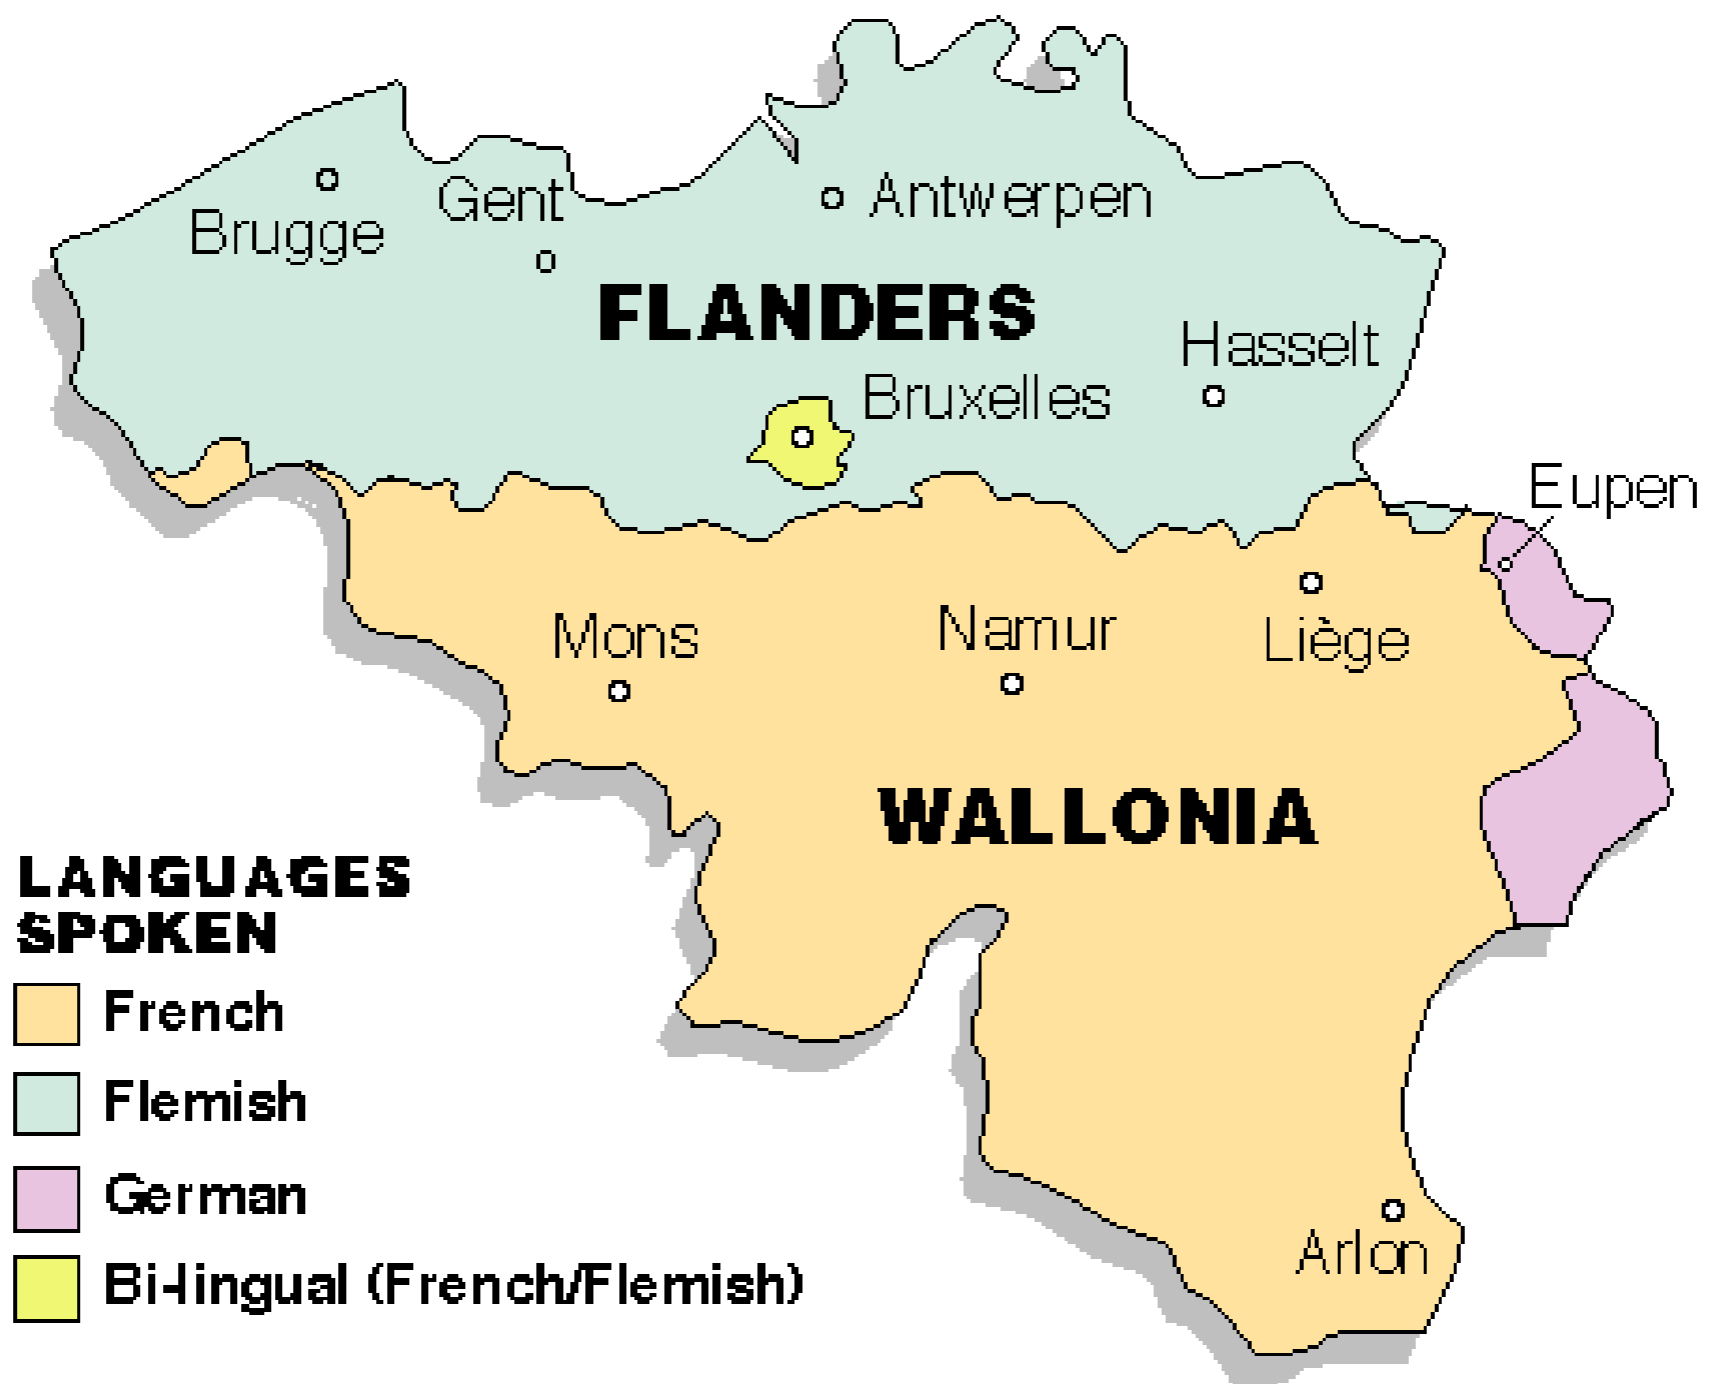 Gent
Antwerpen
Brugge
FLANDERS
Hasselt
Bruxelles
Eupen
Mons
Namur
Liège
WALLONIA
LANGUAGES
SPOKEN
French
Flemish
German
Bi-lingual (French/Flemish)
Arlon